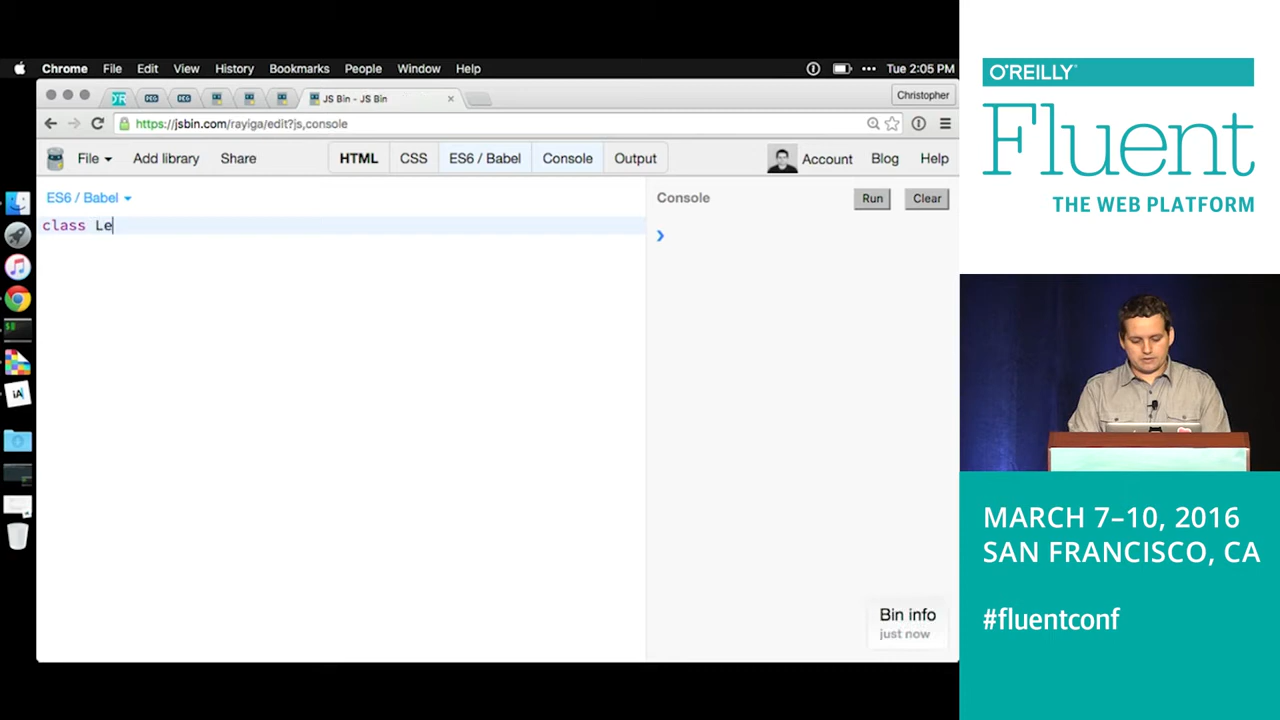 Chrome File Edit View History Bookmarks People Window Help
Tue 2:05 PM
JS Bin - JS Bin
Christopher
https://jsbin.com/rayiga/edit?js,console
File Add library Share
HTML CSS ES6 / Babel Console Output
Account Blog Help
ES6 / Babel
Console Run Clear
class Le
Bin info
just now
O'REILLY®
Fluent
THE WEB PLATFORM
MARCH 7–10, 2016
SAN FRANCISCO, CA
#fluentconf